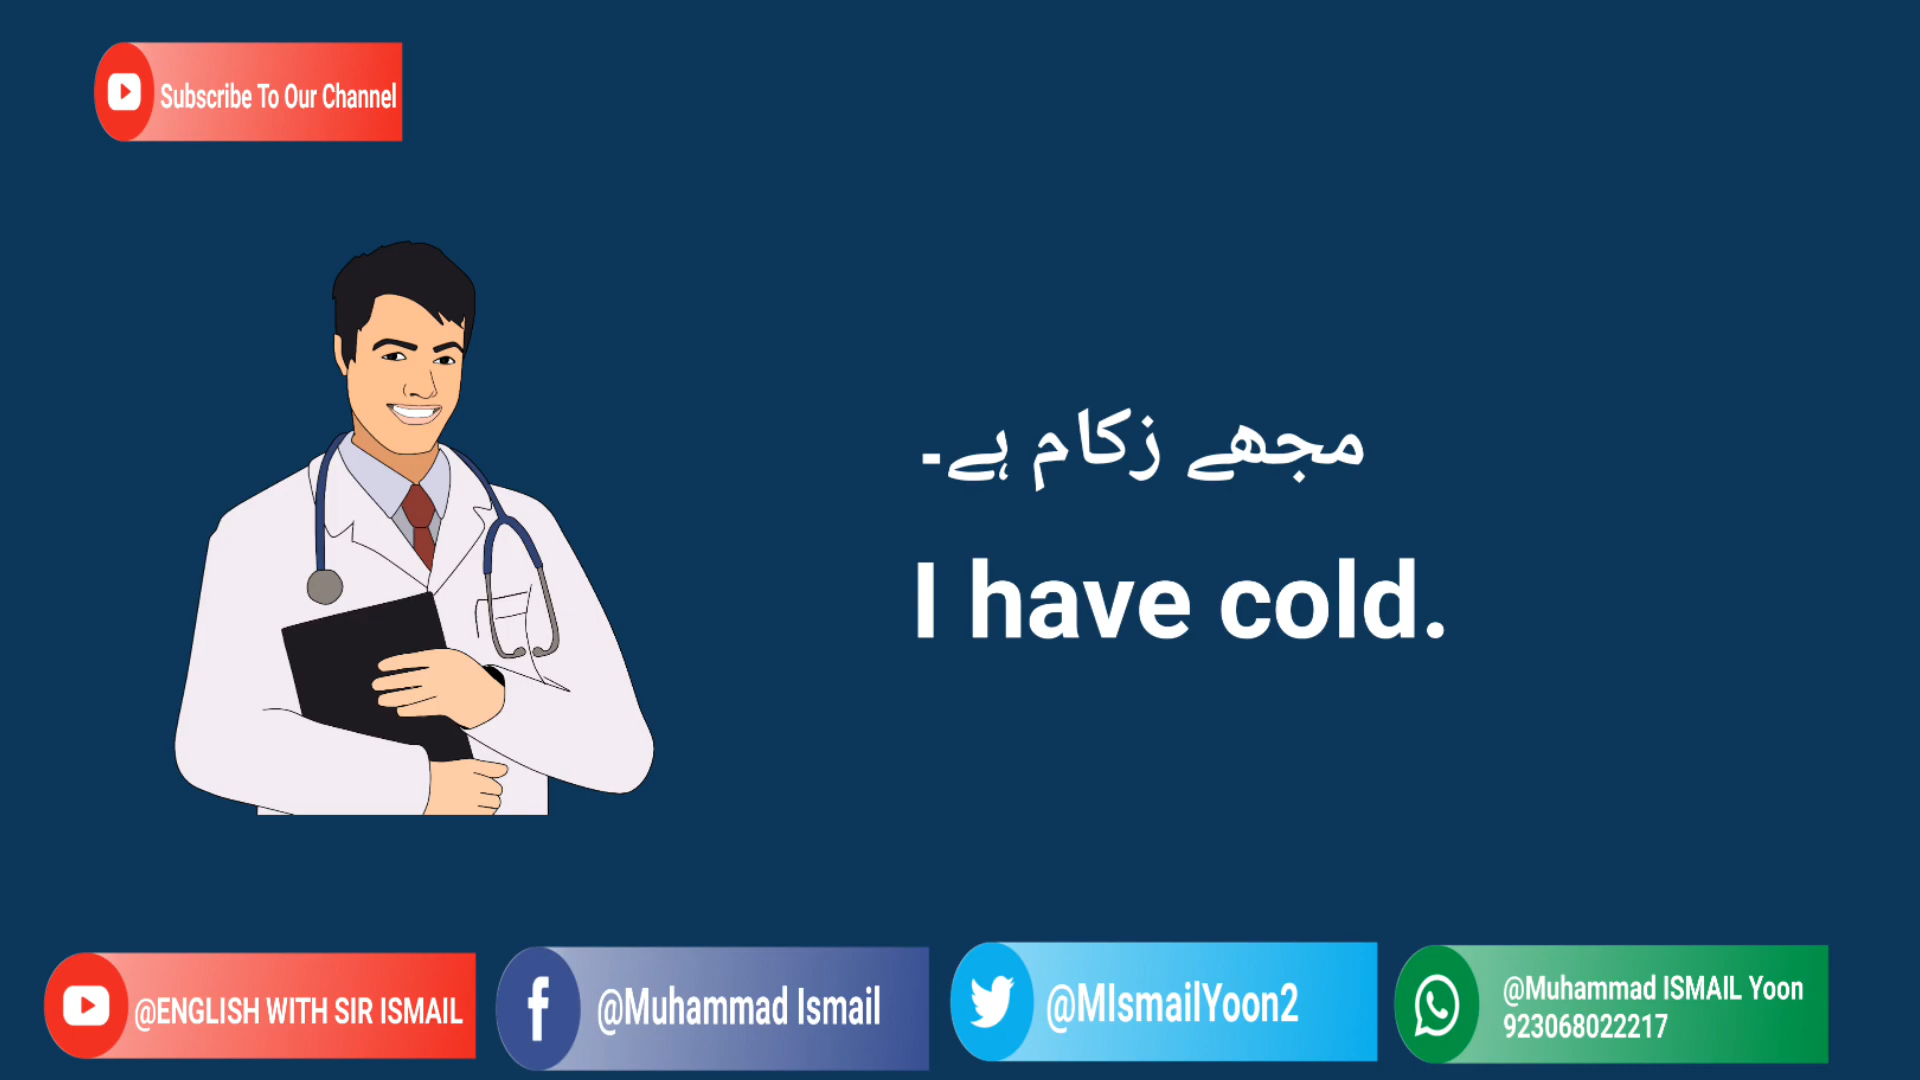 Subscribe To Our Channel
مجھے زکام ہے۔
I have cold.
@ENGLISH WITH SIR ISMAIL
@Muhammad Ismail
@MIsmailYoon2
@Muhammad ISMAIL Yoon
923068022217